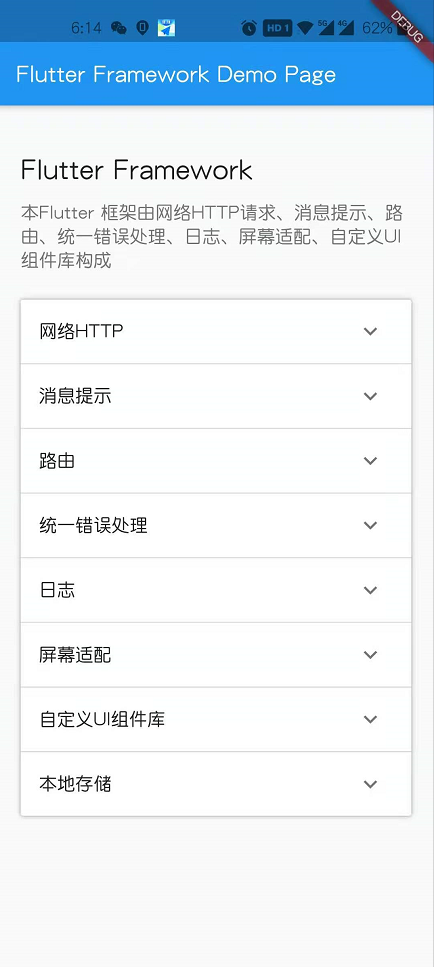 6:14 HD 1 5G 4G 62%
DEBUG
Flutter Framework Demo Page
Flutter Framework
本Flutter 框架由网络HTTP请求、消息提示、路
由、统一错误处理、日志、屏幕适配、自定义UI
组件库构成
网络HTTP
消息提示
路由
统一错误处理
日志
屏幕适配
自定义UI组件库
本地存储